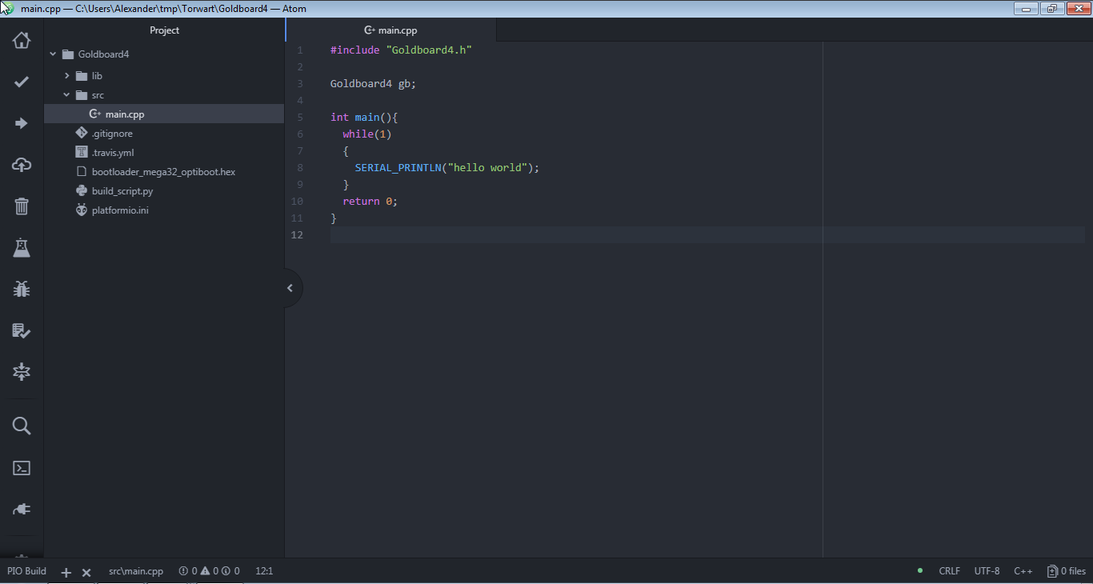 main.cpp — C:\Users\Alexander\tmp\Torwart\Goldboard4 — Atom
Project
main.cpp
Goldboard4
lib
src
main.cpp
.gitignore
.travis.yml
bootloader_mega32_optiboot.hex
build_script.py
platformio.ini
1 #include "Goldboard4.h"
2
3 Goldboard4 gb;
4
5 int main(){
6 while(1)
7 {
8 SERIAL_PRINTLN("hello world");
9 }
10 return 0;
11 }
12
PIO Build src\main.cpp 0 0 0 12:1 CRLF UTF-8 C++ 0 files